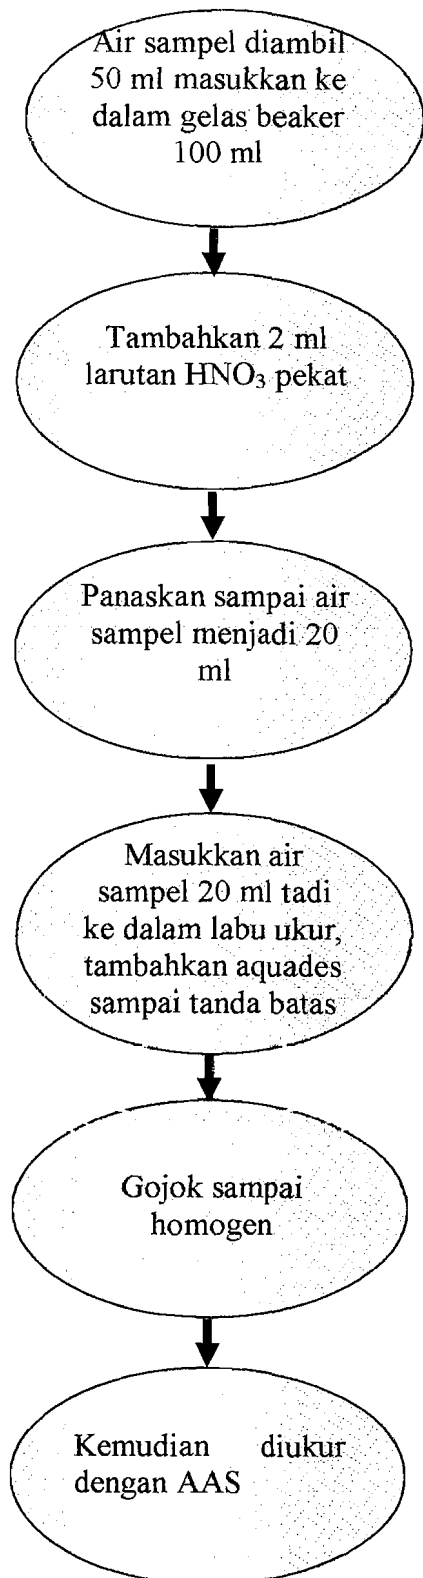 Air sampel diambil
50 ml masukkan ke
dalam gelas beaker
100 ml
Tambahkan 2 ml
larutan HNO₃ pekat
Panaskan sampai air
sampel menjadi 20
ml
Masukkan air
sampel 20 ml tadi
ke dalam labu ukur,
tambahkan aquades
sampai tanda batas
Gojok sampai
homogen
Kemudian diukur
dengan AAS